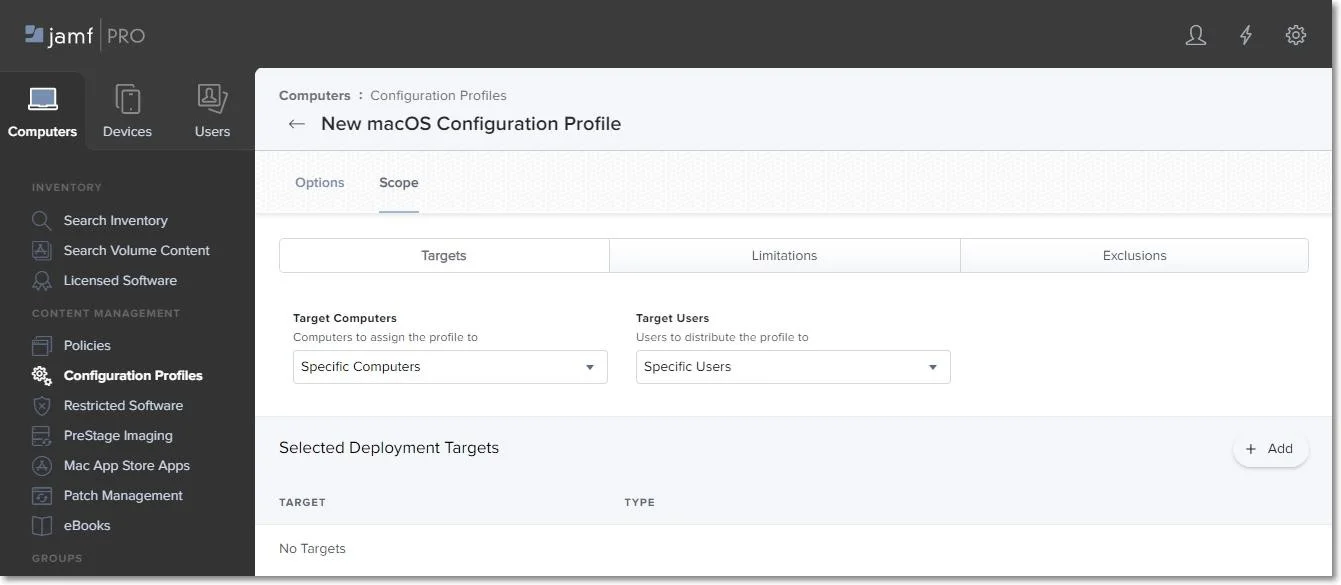 jamf PRO
Computers Devices Users
INVENTORY
Search Inventory
Search Volume Content
Licensed Software
CONTENT MANAGEMENT
Policies
Configuration Profiles
Restricted Software
PreStage Imaging
Mac App Store Apps
Patch Management
eBooks
GROUPS
Computers : Configuration Profiles
← New macOS Configuration Profile
Options Scope
Targets Limitations Exclusions
Target Computers
Computers to assign the profile to
Specific Computers
Target Users
Users to distribute the profile to
Specific Users
Selected Deployment Targets
+ Add
TARGET TYPE
No Targets